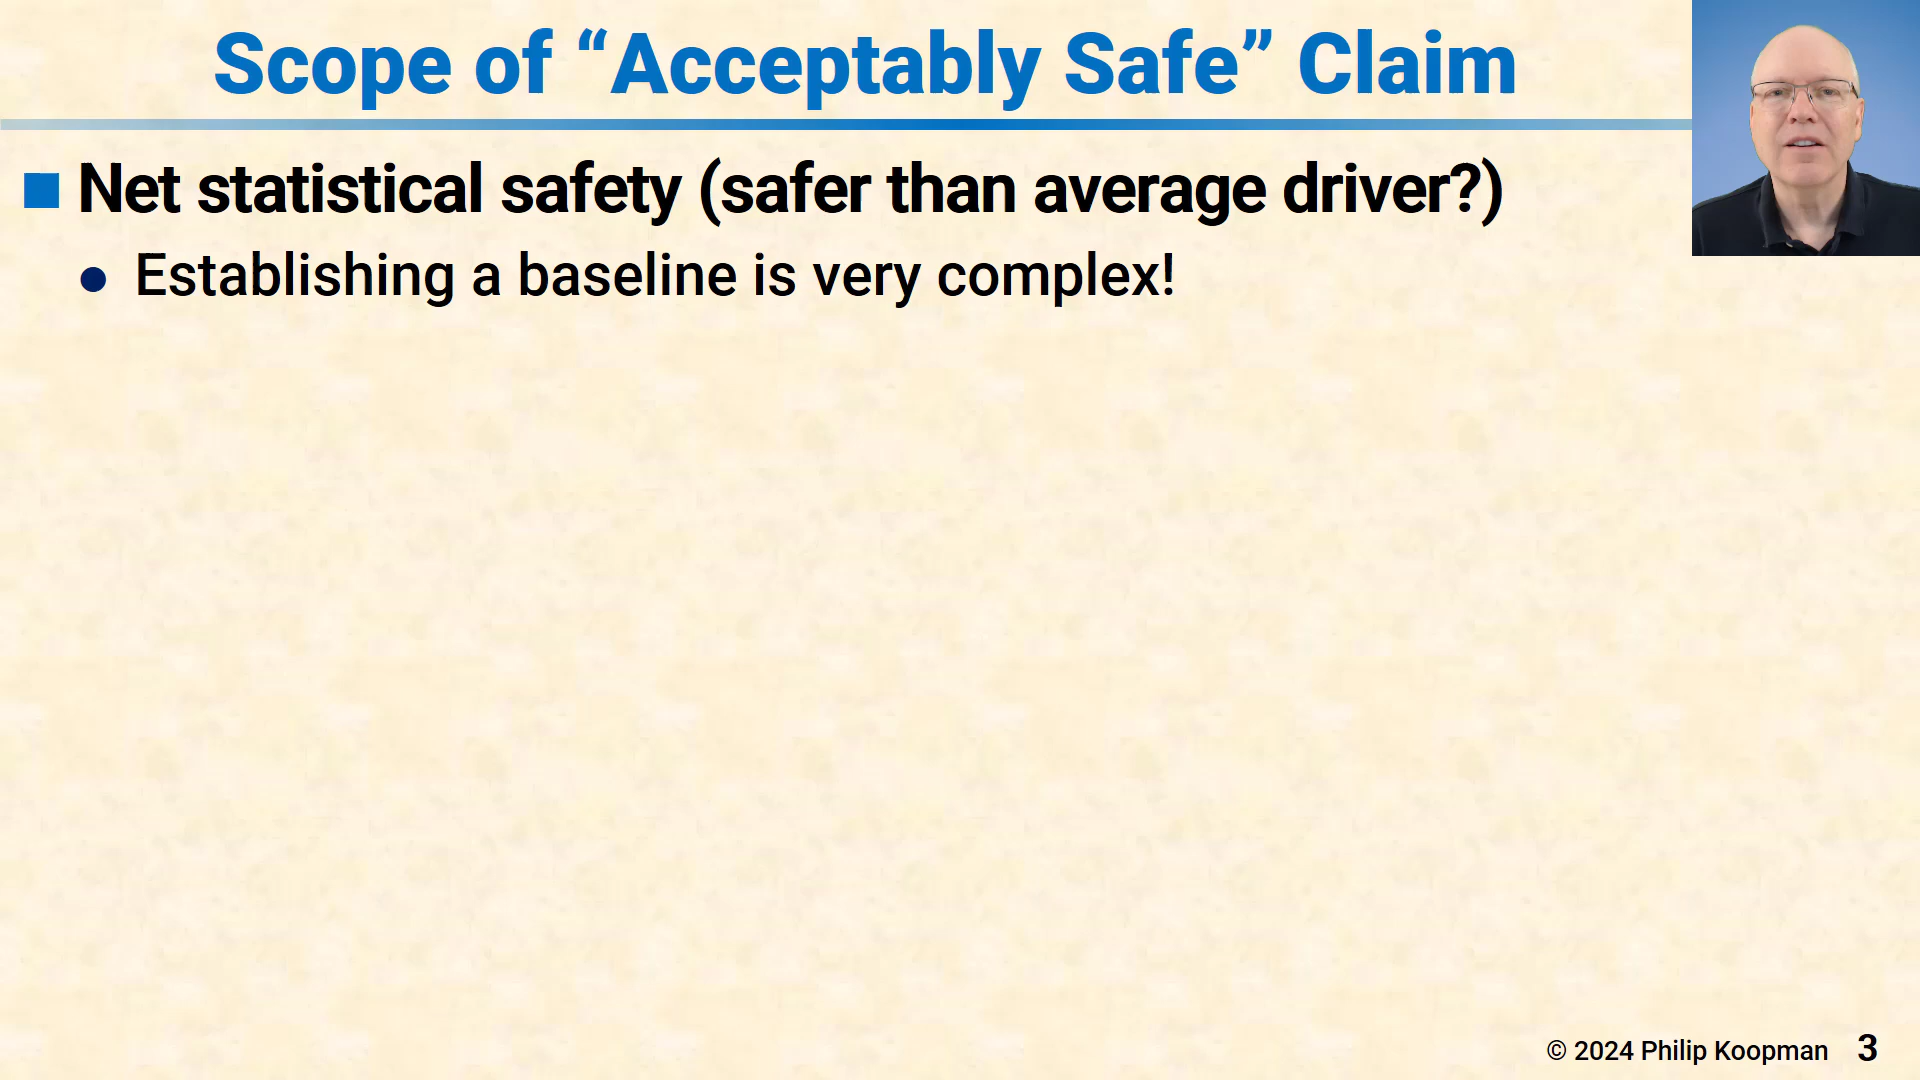 Scope of “Acceptably Safe” Claim
Net statistical safety (safer than average driver?)
Establishing a baseline is very complex!
© 2024 Philip Koopman 3